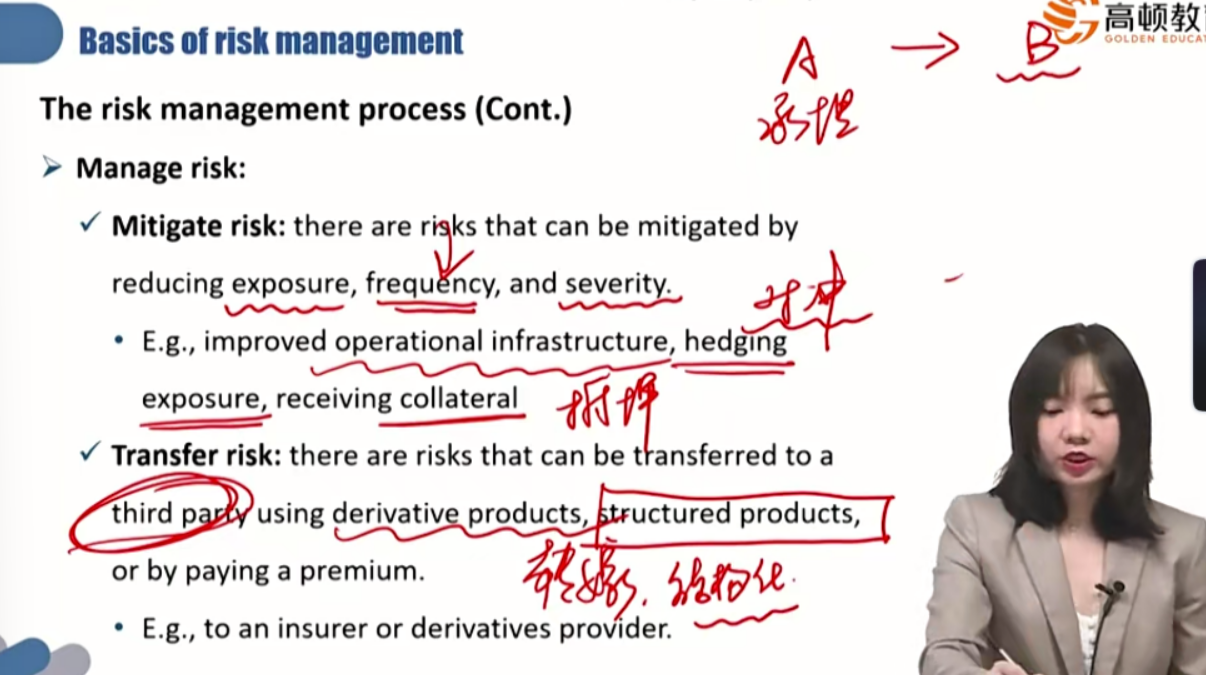 Basics of risk management
高顿教育
GOLDEN EDUCAT
A → B
承担
The risk management process (Cont.)
Manage risk:
Mitigate risk: there are risks that can be mitigated by
reducing exposure, frequency, and severity.
对冲
• E.g., improved operational infrastructure, hedging
exposure, receiving collateral
抵押
Transfer risk: there are risks that can be transferred to a
third party using derivative products, structured products,
转嫁、结构化.
or by paying a premium.
• E.g., to an insurer or derivatives provider.